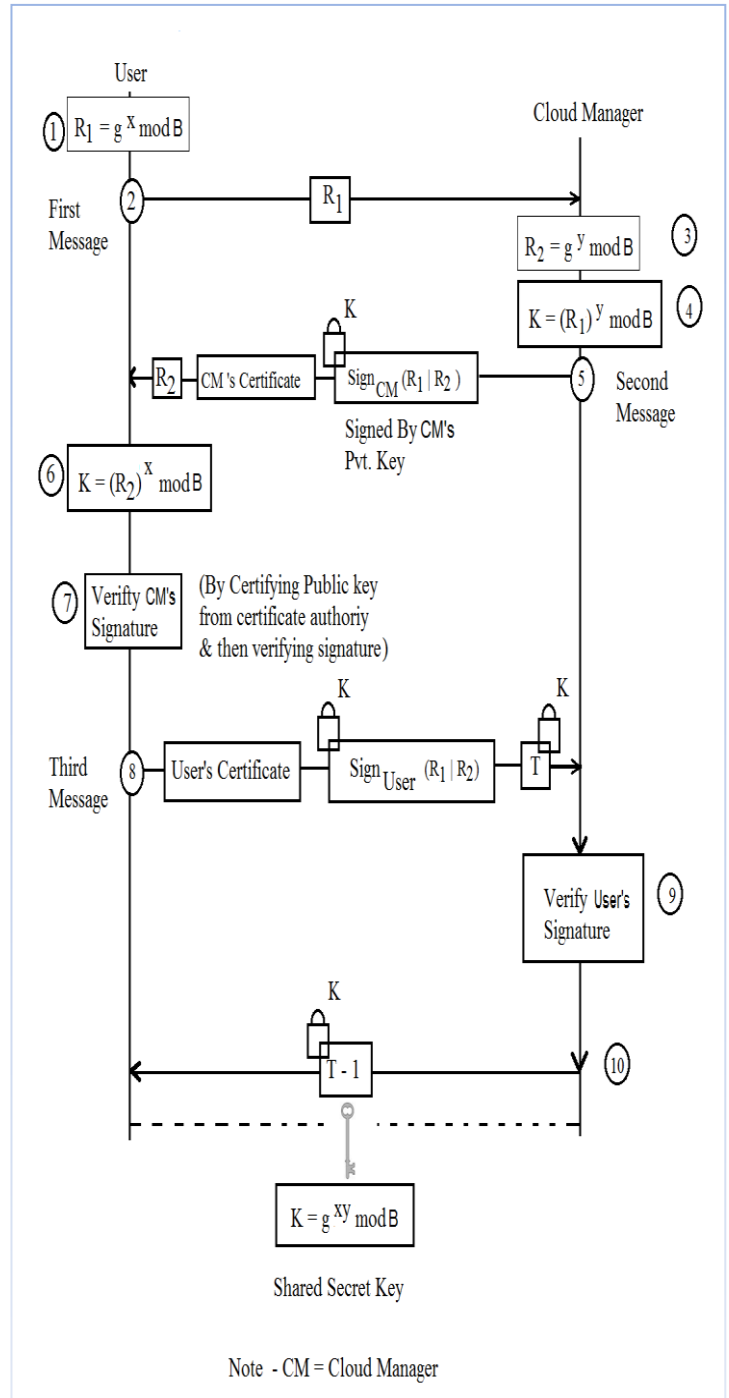 User
Cloud Manager
1
R1 = g x mod B
First
Message
2
R1
R2 = g y mod B
3
K = (R1) y mod B
4
K
R2
CM 's Certificate
SignCM (R1 | R2 )
5
Second
Message
Signed By CM's
Pvt. Key
6
K = (R2) x mod B
7
Verifty CM's
Signature
(By Certifying Public key
from certificate authoriy
& then verifying signature)
K
K
Third
Message
8
User's Certificate
SignUser (R1 | R2)
T
Verify User's
Signature
9
K
T - 1
10
K = g xy mod B
Shared Secret Key
Note - CM = Cloud Manager